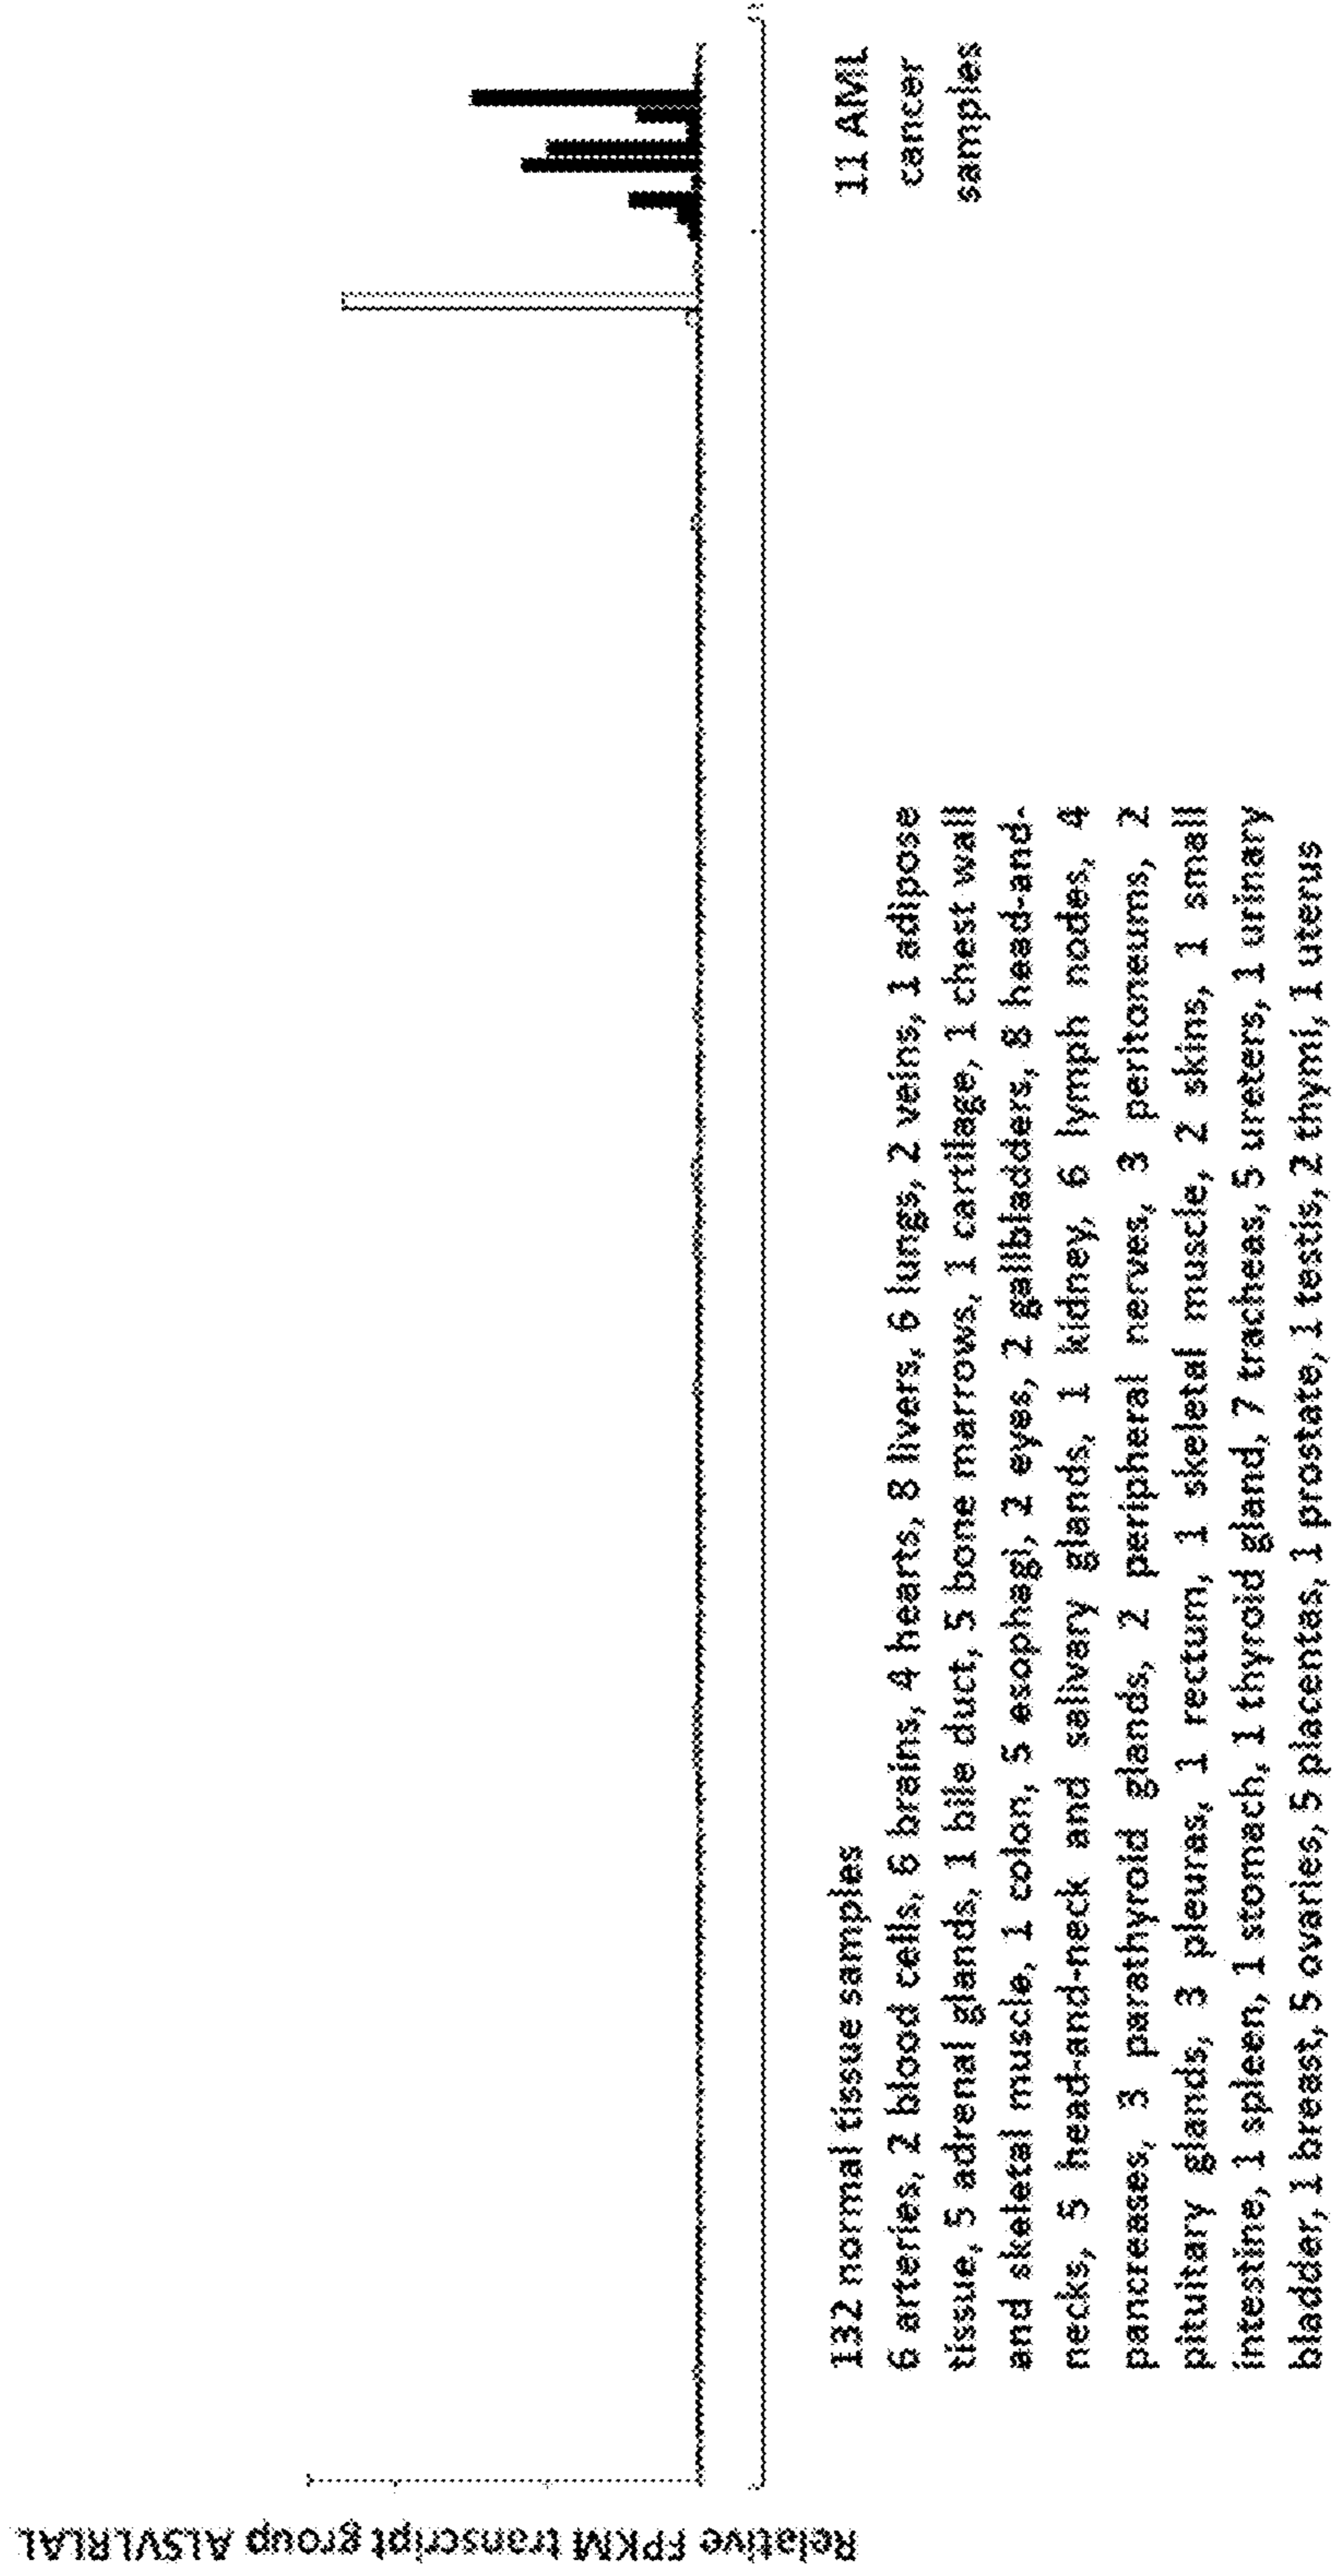 Relative FPKM transcript group ALSVLRLAL
132 normal tissue samples
6 arteries, 2 blood cells, 6 brains, 4 hearts, 8 livers, 6 lungs, 2 veins, 1 adipose
tissue, 5 adrenal glands, 1 bile duct, 5 bone marrows, 1 cartilage, 1 chest wall
and skeletal muscle, 1 colon, 5 esophagi, 2 eyes, 2 gallbladders, 8 head-and-
necks, 5 head-and-neck and salivary glands, 1 kidney, 6 lymph nodes, 4
pancreases, 3 parathyroid glands, 2 peripheral nerves, 3 peritoneums, 2
pituitary glands, 3 pleuras, 1 rectum, 1 skeletal muscle, 2 skins, 1 small
intestine, 1 spleen, 1 stomach, 1 thyroid gland, 7 tracheas, 5 ureters, 1 urinary
bladder, 1 breast, 5 ovaries, 5 placentas, 1 prostate, 1 testis, 2 thymi, 1 uterus
11 AML
cancer
samples